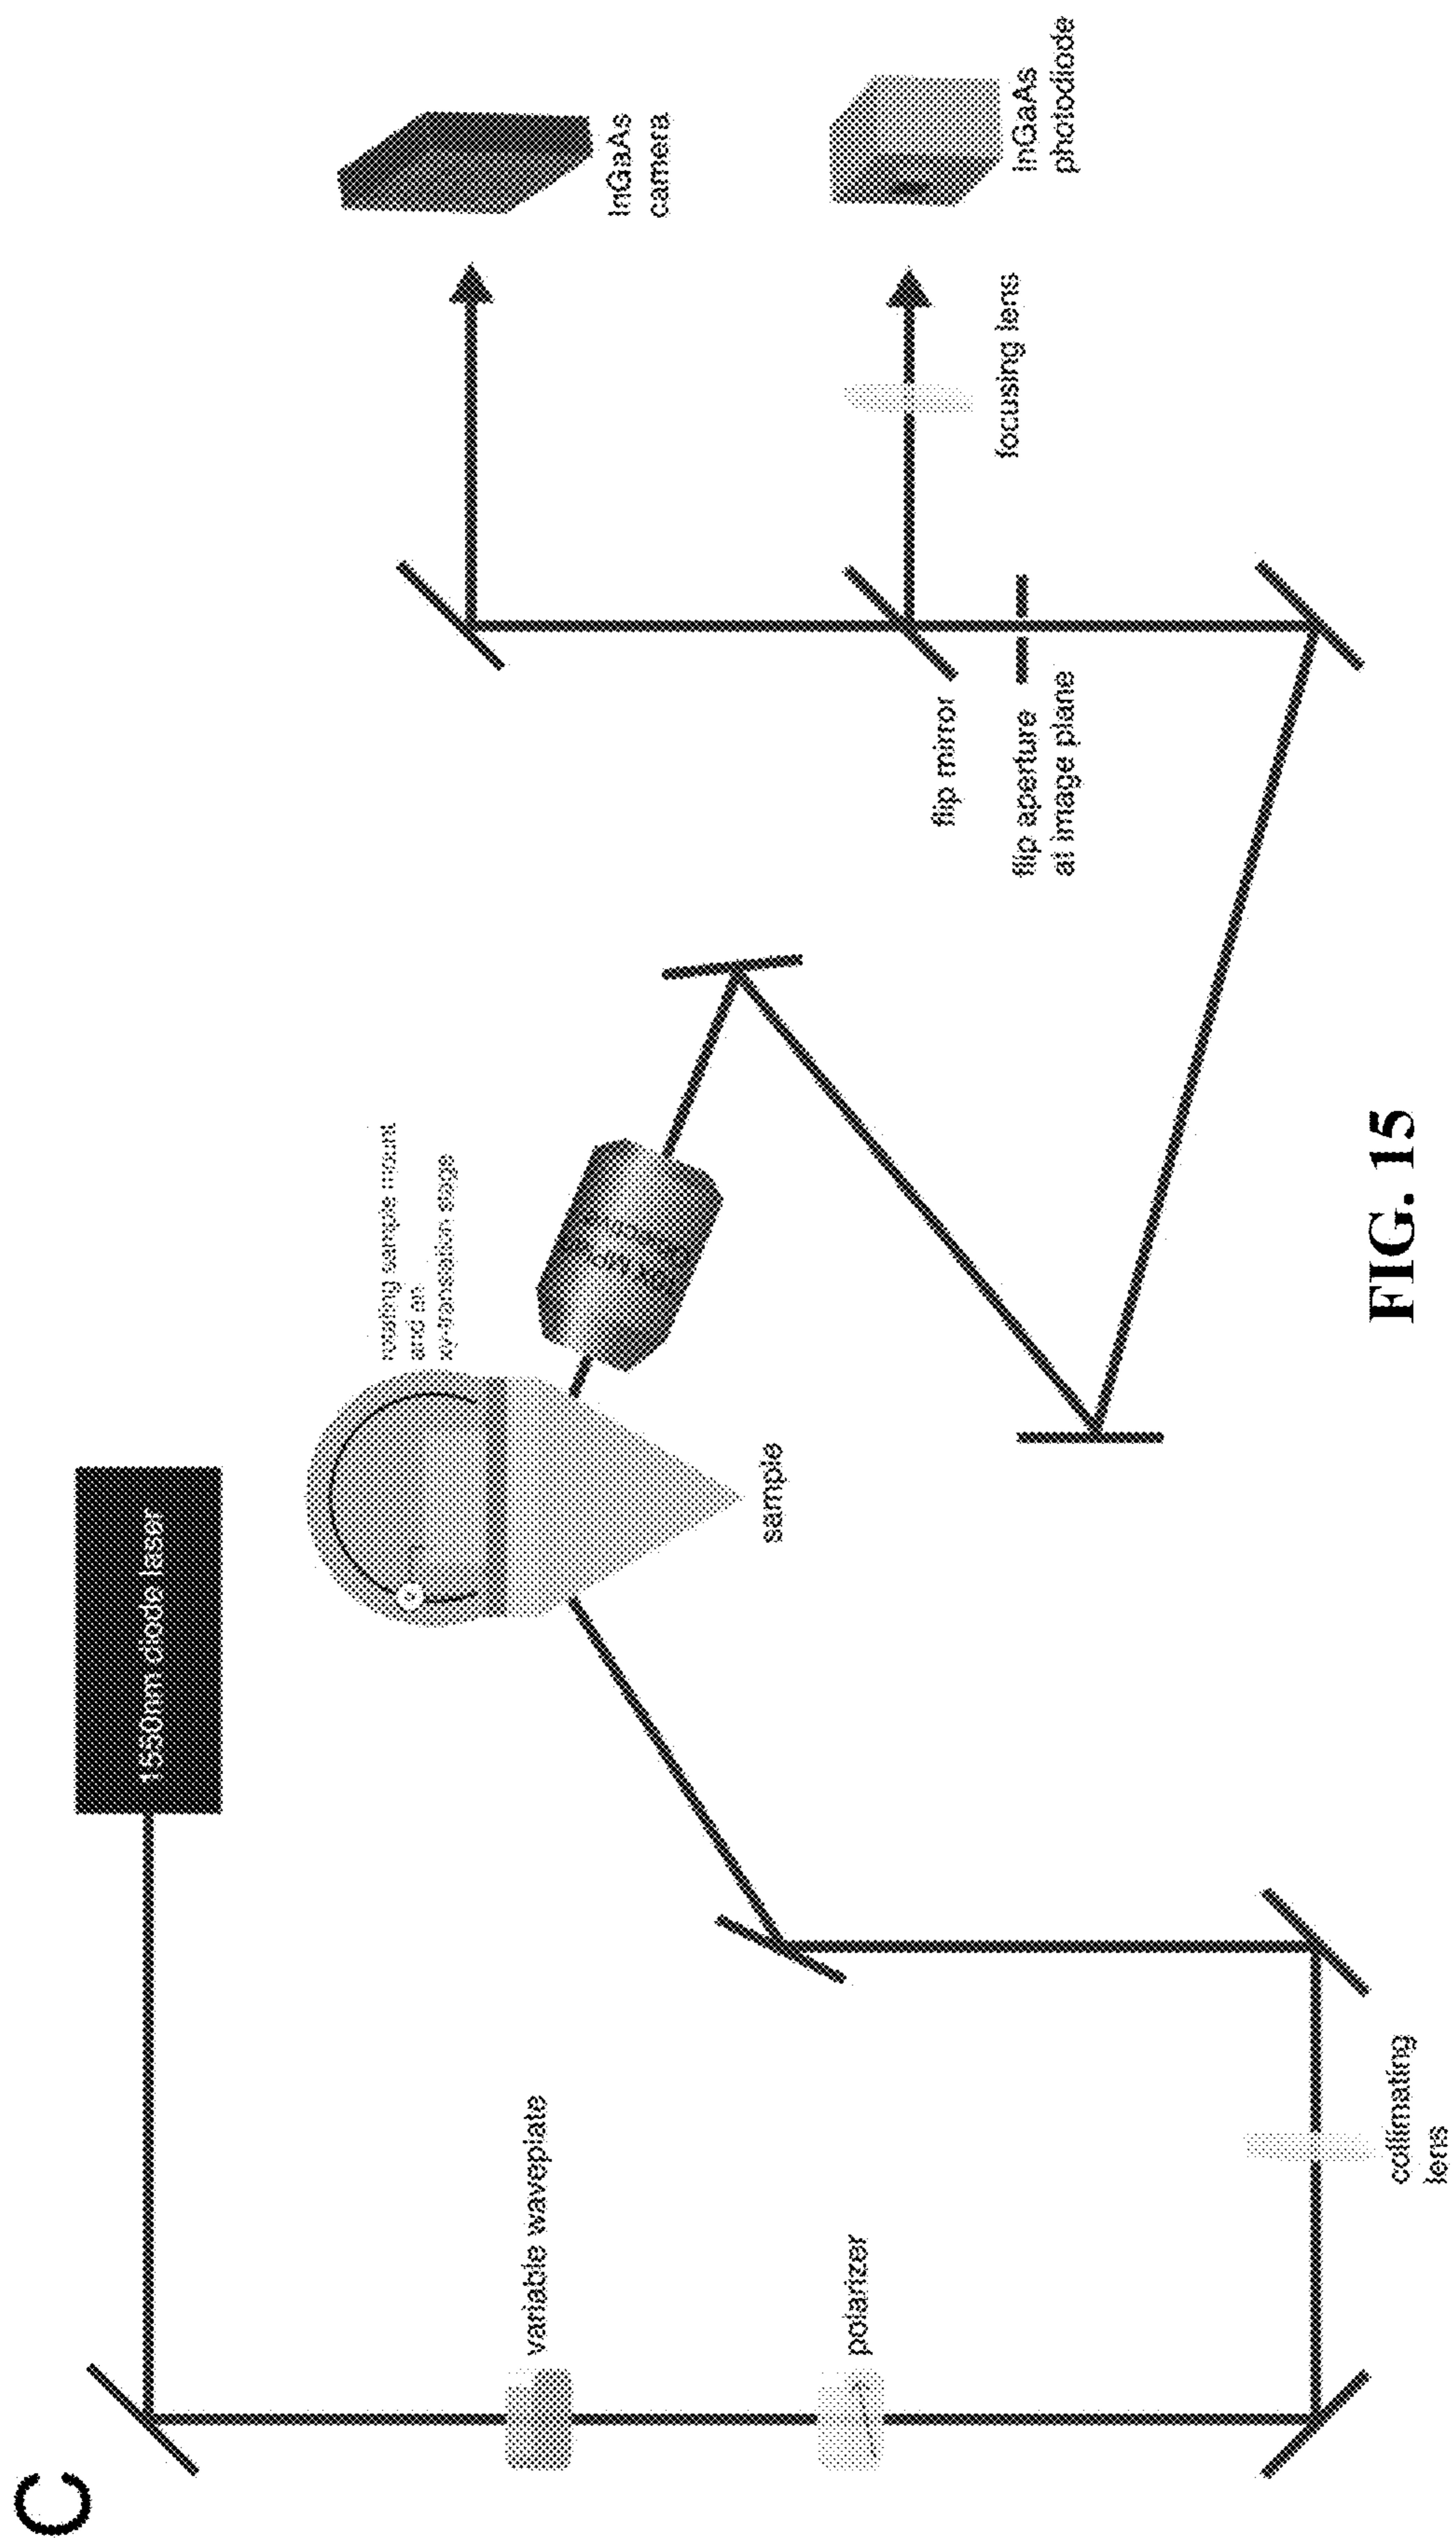 C
1550nm diode laser
rotating sample mount
and an
xy-translation stage
InGaAs
camera
variable waveplate
sample
flip mirror
InGaAs
photodiode
polarizer
flip aperture
at image plane
focusing lens
collimating
lens
FIG. 15